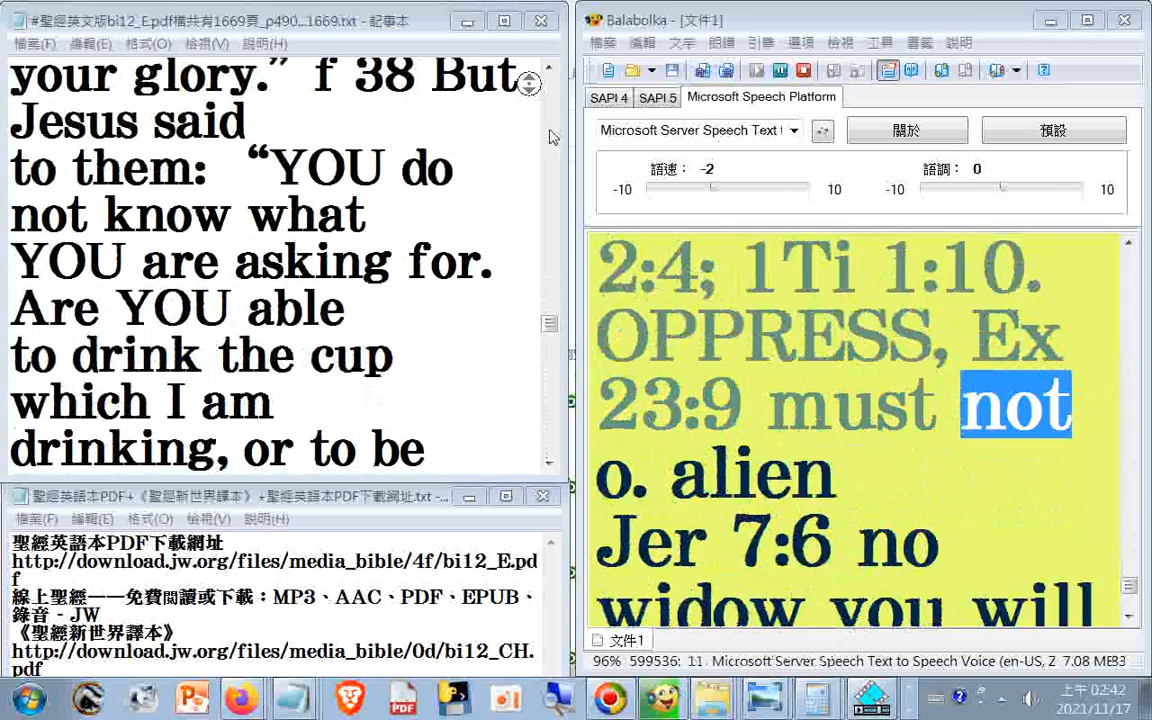 #聖經英文版bi12_E.pdf檔共有1669頁_p490..._1669.txt - 記事本
檔案(F) 編輯(E) 格式(O) 檢視(V) 說明(H)
your glory.” f 38 But
Jesus said
to them: “YOU do
not know what
YOU are asking for.
Are YOU able
to drink the cup
which I am
drinking, or to be
聖經英語本PDF+《聖經新世界譯本》+聖經英語本PDF下載網址.txt - ...
檔案(F) 編輯(E) 格式(O) 檢視(V) 說明(H)
聖經英語本PDF下載網址
http://download.jw.org/files/media_bible/4f/bi12_E.pd
f
線上聖經——免費閱讀或下載：MP3、AAC、PDF、EPUB、
錄音 - JW
《聖經新世界譯本》
http://download.jw.org/files/media_bible/0d/bi12_CH.
pdf
Balabolka - [文件1]
檔案 編輯 文字 朗讀 引擎 選項 檢視 工具 書籤 說明
SAPI 4 SAPI 5 Microsoft Speech Platform
Microsoft Server Speech Text 關於 預設
語速： -2 語調： 0
-10 10 -10 10
2:4; 1Ti 1:10.
OPPRESS, Ex
23:9 must not
o. alien
Jer 7:6 no
widow you will
文件1
96% 599536: 11 Microsoft Server Speech Text to Speech Voice (en-US, Z 7.08 MB
上午 02:42
2021/11/17